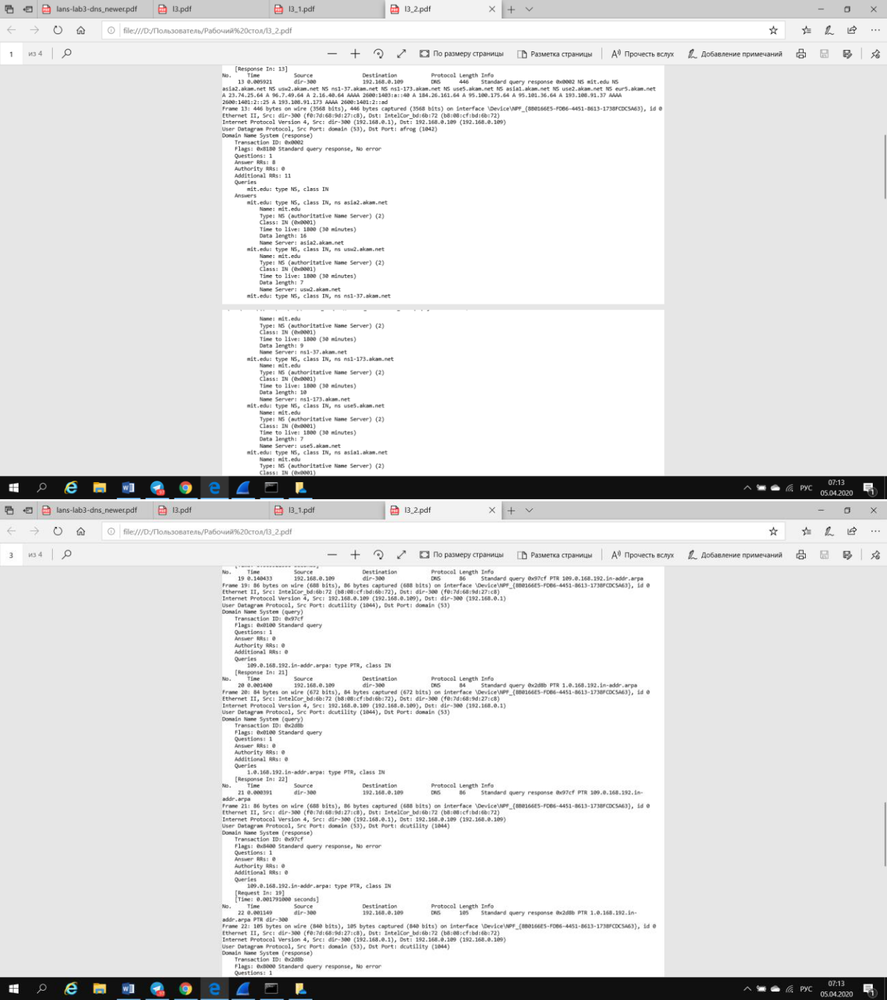 lans-lab3-dns_newer.pdf
l3.pdf
l3_1.pdf
l3_2.pdf
file:///D:/Пользователь/Рабочий%20стол/l3_2.pdf
1 из 4
По размеру страницы
Разметка страницы
Прочесть вслух
Добавление примечаний
[Response In: 13]
No. Time Source Destination Protocol Length Info
13 0.005921 dir-300 192.168.0.109 DNS 446 Standard query response 0x0002 NS mit.edu NS
asia2.akam.net NS usw2.akam.net NS ns1-37.akam.net NS ns1-173.akam.net NS use5.akam.net NS asia1.akam.net NS use2.akam.net NS eur5.akam.net
A 23.74.25.64 A 96.7.49.64 A 2.16.40.64 AAAA 2600:1403:a::40 A 184.26.161.64 A 95.100.175.64 A 95.101.36.64 A 193.108.91.37 AAAA
2600:1401:2::25 A 193.108.91.173 AAAA 2600:1401:2::ad
Frame 13: 446 bytes on wire (3568 bits), 446 bytes captured (3568 bits) on interface \Device\NPF_{8B0166E5-FDB6-4451-8613-1738FCDC5A63}, id 0
Ethernet II, Src: dir-300 (f0:7d:68:9d:27:c8), Dst: IntelCor_bd:6b:72 (b8:08:cf:bd:6b:72)
Internet Protocol Version 4, Src: dir-300 (192.168.0.1), Dst: 192.168.0.109 (192.168.0.109)
User Datagram Protocol, Src Port: domain (53), Dst Port: afrog (1042)
Domain Name System (response)
Transaction ID: 0x0002
Flags: 0x8180 Standard query response, No error
Questions: 1
Answer RRs: 8
Authority RRs: 0
Additional RRs: 11
Queries
mit.edu: type NS, class IN
Answers
mit.edu: type NS, class IN, ns asia2.akam.net
Name: mit.edu
Type: NS (authoritative Name Server) (2)
Class: IN (0x0001)
Time to live: 1800 (30 minutes)
Data length: 16
Name Server: asia2.akam.net
mit.edu: type NS, class IN, ns usw2.akam.net
Name: mit.edu
Type: NS (authoritative Name Server) (2)
Class: IN (0x0001)
Time to live: 1800 (30 minutes)
Data length: 7
Name Server: usw2.akam.net
mit.edu: type NS, class IN, ns ns1-37.akam.net
Name: mit.edu
Type: NS (authoritative Name Server) (2)
Class: IN (0x0001)
Time to live: 1800 (30 minutes)
Data length: 9
Name Server: ns1-37.akam.net
mit.edu: type NS, class IN, ns ns1-173.akam.net
Name: mit.edu
Type: NS (authoritative Name Server) (2)
Class: IN (0x0001)
Time to live: 1800 (30 minutes)
Data length: 10
Name Server: ns1-173.akam.net
mit.edu: type NS, class IN, ns use5.akam.net
Name: mit.edu
Type: NS (authoritative Name Server) (2)
Class: IN (0x0001)
Time to live: 1800 (30 minutes)
Data length: 7
Name Server: use5.akam.net
mit.edu: type NS, class IN, ns asia1.akam.net
Name: mit.edu
Type: NS (authoritative Name Server) (2)
Class: IN (0x0001)
РУС
07:13
05.04.2020
lans-lab3-dns_newer.pdf
l3.pdf
l3_1.pdf
l3_2.pdf
file:///D:/Пользователь/Рабочий%20стол/l3_2.pdf
3 из 4
По размеру страницы
Разметка страницы
Прочесть вслух
Добавление примечаний
No. Time Source Destination Protocol Length Info
19 0.140433 192.168.0.109 dir-300 DNS 86 Standard query 0x97cf PTR 109.0.168.192.in-addr.arpa
Frame 19: 86 bytes on wire (688 bits), 86 bytes captured (688 bits) on interface \Device\NPF_{8B0166E5-FDB6-4451-8613-1738FCDC5A63}, id 0
Ethernet II, Src: IntelCor_bd:6b:72 (b8:08:cf:bd:6b:72), Dst: dir-300 (f0:7d:68:9d:27:c8)
Internet Protocol Version 4, Src: 192.168.0.109 (192.168.0.109), Dst: dir-300 (192.168.0.1)
User Datagram Protocol, Src Port: dcutility (1044), Dst Port: domain (53)
Domain Name System (query)
Transaction ID: 0x97cf
Flags: 0x0100 Standard query
Questions: 1
Answer RRs: 0
Authority RRs: 0
Additional RRs: 0
Queries
109.0.168.192.in-addr.arpa: type PTR, class IN
[Response In: 21]
No. Time Source Destination Protocol Length Info
20 0.001400 192.168.0.109 dir-300 DNS 84 Standard query 0x2d8b PTR 1.0.168.192.in-addr.arpa
Frame 20: 84 bytes on wire (672 bits), 84 bytes captured (672 bits) on interface \Device\NPF_{8B0166E5-FDB6-4451-8613-1738FCDC5A63}, id 0
Ethernet II, Src: IntelCor_bd:6b:72 (b8:08:cf:bd:6b:72), Dst: dir-300 (f0:7d:68:9d:27:c8)
Internet Protocol Version 4, Src: 192.168.0.109 (192.168.0.109), Dst: dir-300 (192.168.0.1)
User Datagram Protocol, Src Port: dcutility (1044), Dst Port: domain (53)
Domain Name System (query)
Transaction ID: 0x2d8b
Flags: 0x0100 Standard query
Questions: 1
Answer RRs: 0
Authority RRs: 0
Additional RRs: 0
Queries
1.0.168.192.in-addr.arpa: type PTR, class IN
[Response In: 22]
No. Time Source Destination Protocol Length Info
21 0.000391 dir-300 192.168.0.109 DNS 86 Standard query response 0x97cf PTR 109.0.168.192.in-
addr.arpa
Frame 21: 86 bytes on wire (688 bits), 86 bytes captured (688 bits) on interface \Device\NPF_{8B0166E5-FDB6-4451-8613-1738FCDC5A63}, id 0
Ethernet II, Src: dir-300 (f0:7d:68:9d:27:c8), Dst: IntelCor_bd:6b:72 (b8:08:cf:bd:6b:72)
Internet Protocol Version 4, Src: dir-300 (192.168.0.1), Dst: 192.168.0.109 (192.168.0.109)
User Datagram Protocol, Src Port: domain (53), Dst Port: dcutility (1044)
Domain Name System (response)
Transaction ID: 0x97cf
Flags: 0x8400 Standard query response, No error
Questions: 1
Answer RRs: 0
Authority RRs: 0
Additional RRs: 0
Queries
109.0.168.192.in-addr.arpa: type PTR, class IN
[Request In: 19]
[Time: 0.001791000 seconds]
No. Time Source Destination Protocol Length Info
22 0.001149 dir-300 192.168.0.109 DNS 105 Standard query response 0x2d8b PTR 1.0.168.192.in-
addr.arpa PTR dir-300
Frame 22: 105 bytes on wire (840 bits), 105 bytes captured (840 bits) on interface \Device\NPF_{8B0166E5-FDB6-4451-8613-1738FCDC5A63}, id 0
Ethernet II, Src: dir-300 (f0:7d:68:9d:27:c8), Dst: IntelCor_bd:6b:72 (b8:08:cf:bd:6b:72)
Internet Protocol Version 4, Src: dir-300 (192.168.0.1), Dst: 192.168.0.109 (192.168.0.109)
User Datagram Protocol, Src Port: domain (53), Dst Port: dcutility (1044)
Domain Name System (response)
Transaction ID: 0x2d8b
Flags: 0x8000 Standard query response, No error
Questions: 1
РУС
07:13
05.04.2020